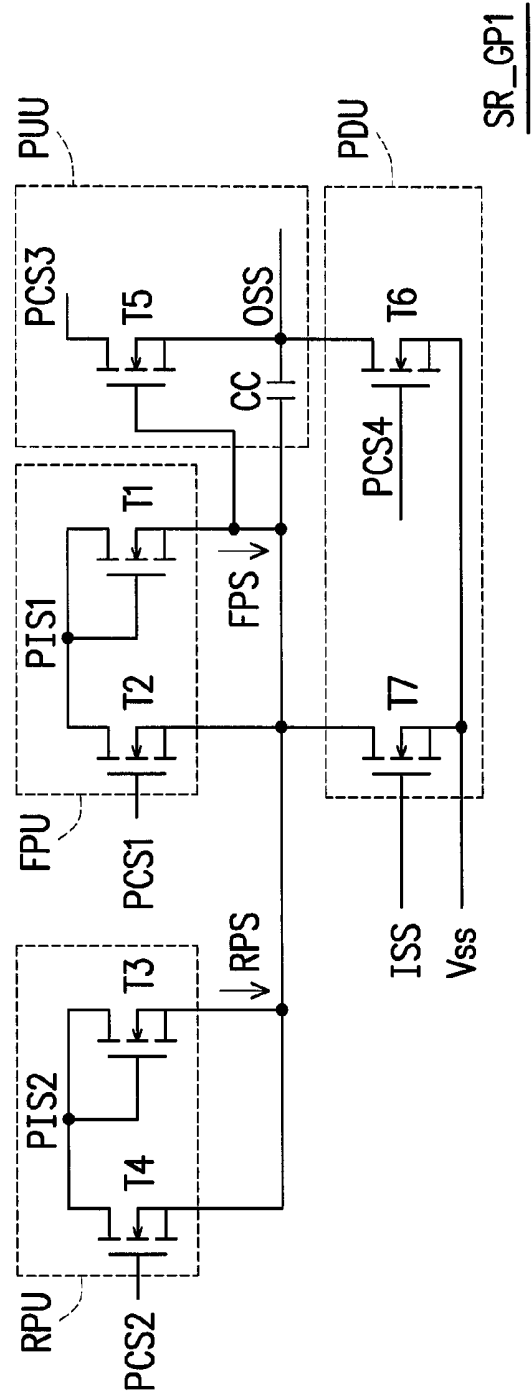 RPU
PIS2
T4
T3
PCS2
RPS
FPU
PIS1
T2
T1
PCS1
FPS
PUU
PCS3
T5
CC
OSS
PDU
T7
PCS4
T6
ISS
Vss
SR_GP1